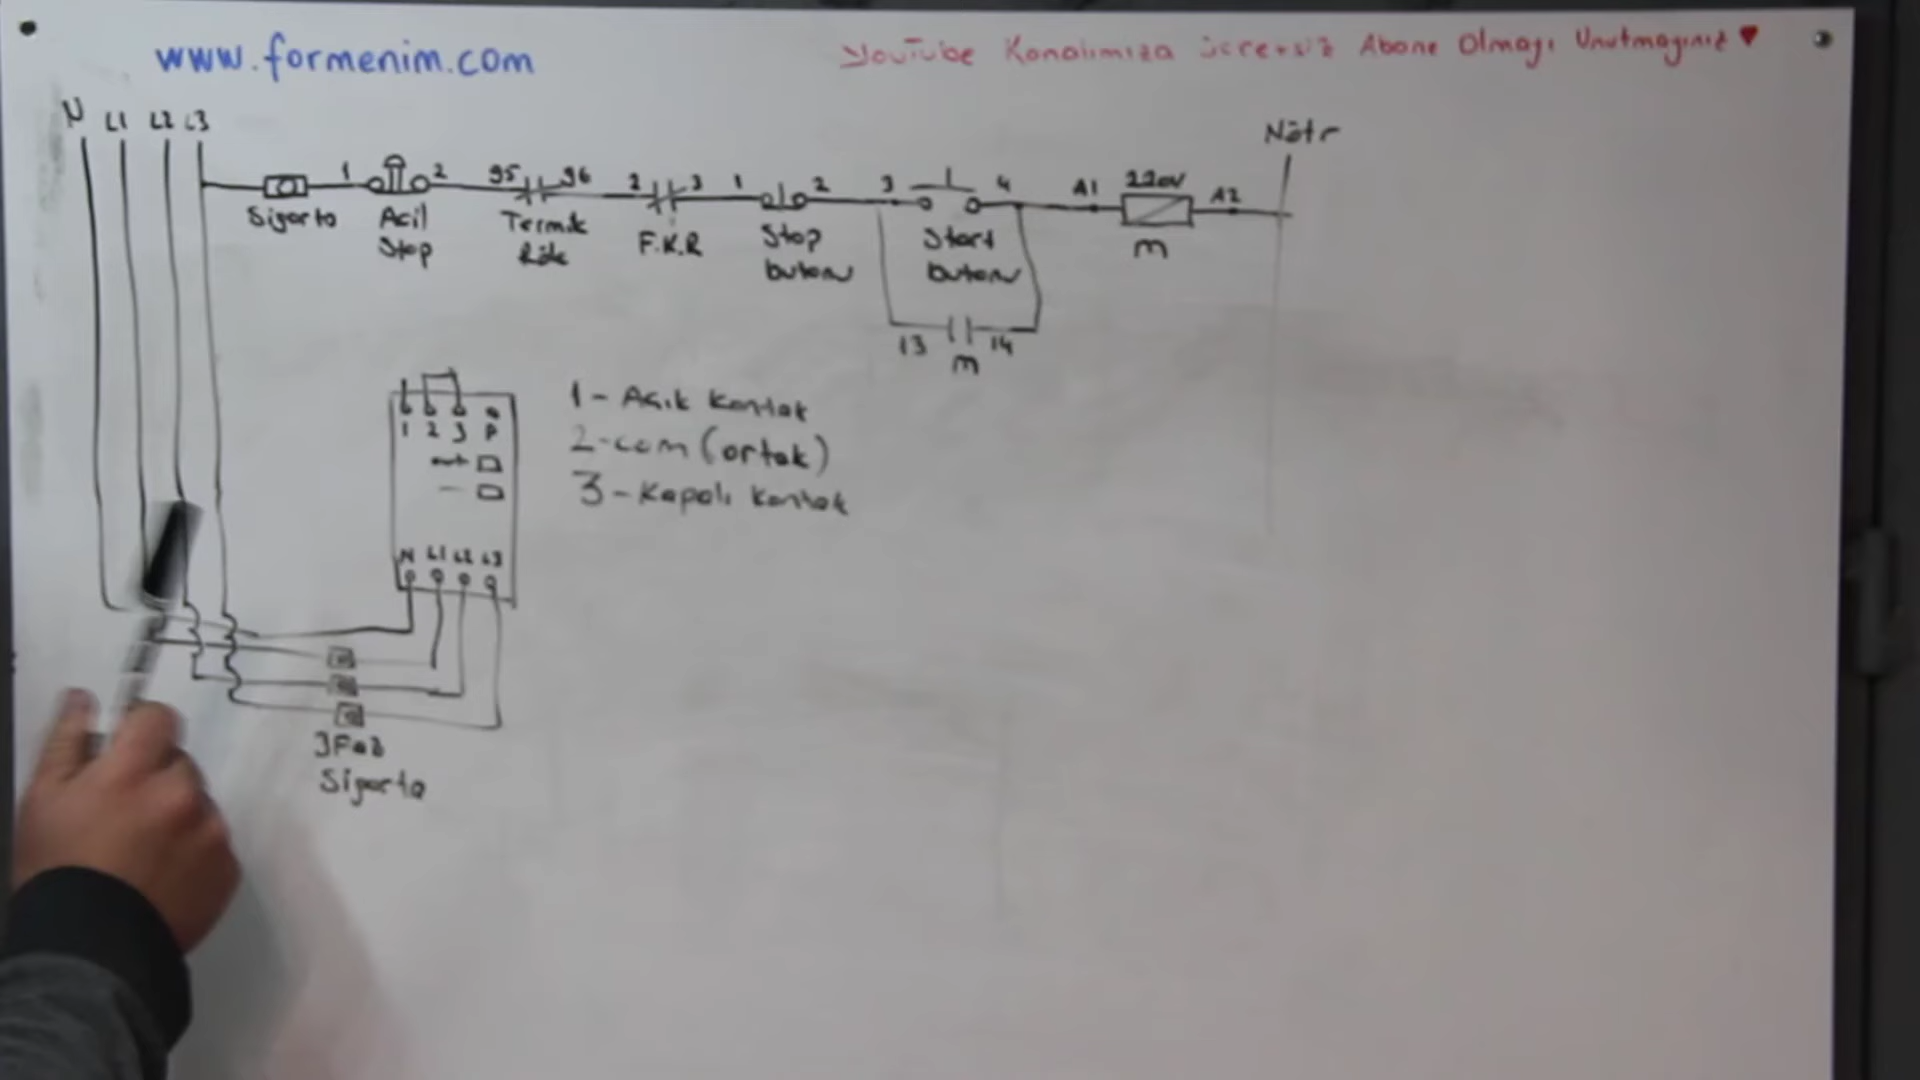 www.formenim.com
YouTube Kanalımıza ücretsiz Abone Olmayı Unutmayınız
N L1 L2 L3
Nötr
1 2 95 96 2 3 1 2 3 4 A1 220V A2
Sigorta Acil Stop Termik Röle F.K.R Stop butonu Start butonu M
13 14
M
1 2 3 P
1 - Açık kontak
2-com (ortak)
3 - Kapalı kontak
N L1 L2 L3
3Faz
Sigorta